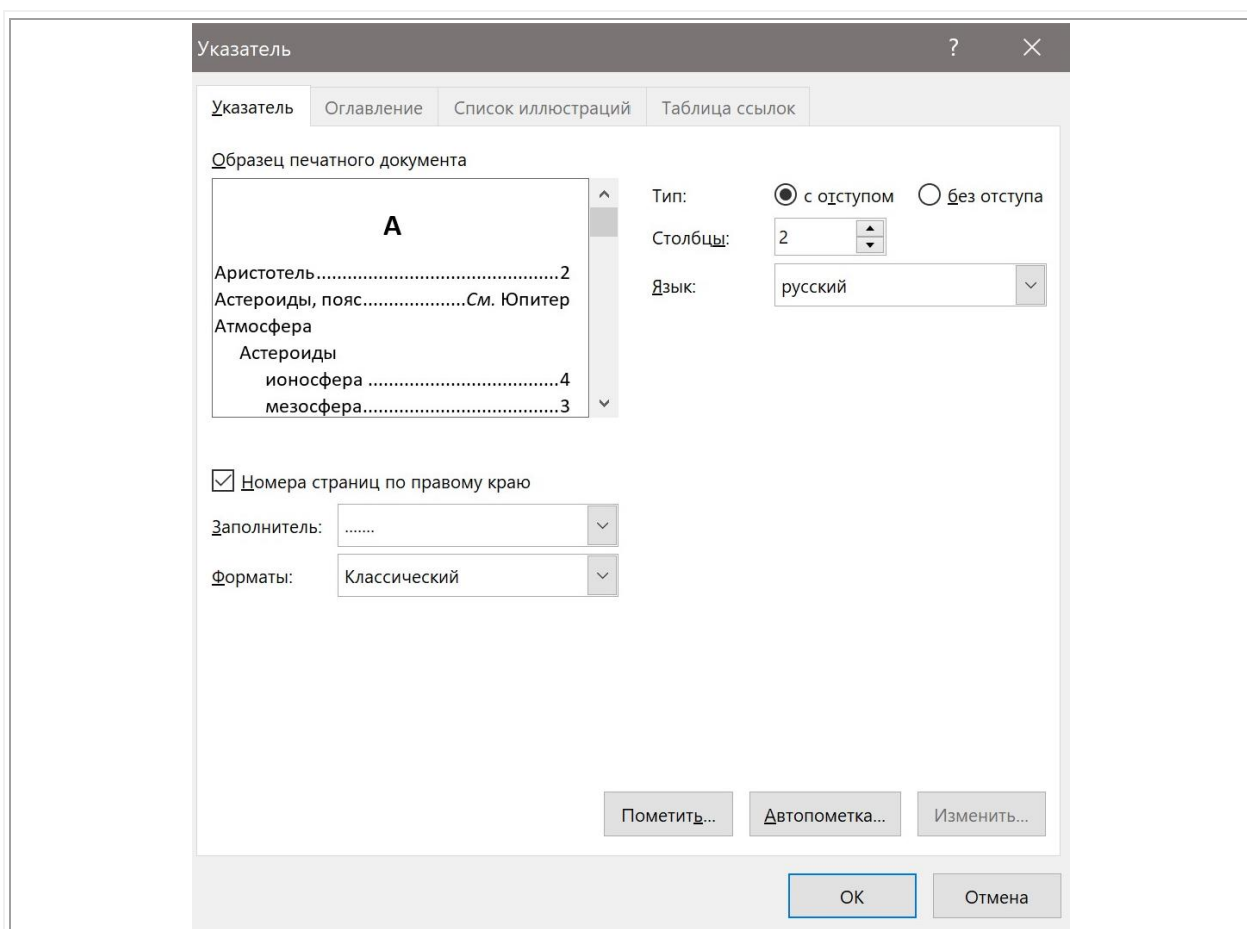 Указатель ?
Указатель Оглавление Список иллюстраций Таблица ссылок
Образец печатного документа
А
Аристотель...............................................2
Астероиды, пояс....................См. Юпитер
Атмосфера
Астероиды
ионосфера .....................................4
мезосфера......................................3
Тип: с отступом без отступа
Столбцы: 2
Язык: русский
Номера страниц по правому краю
Заполнитель: .......
Форматы: Классический
Пометить... Автопометка... Изменить...
ОК Отмена